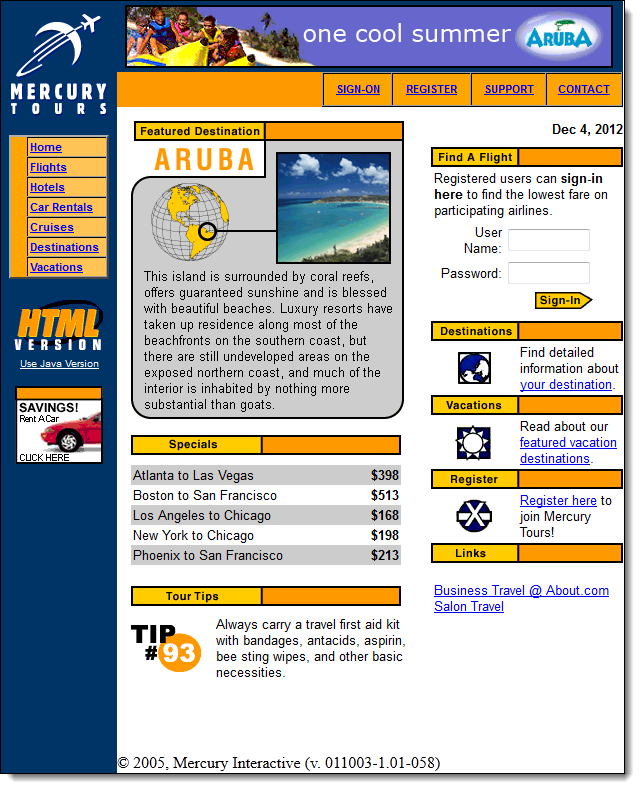 one cool summer ARUBA
MERCURY
TOURS
SIGN-ON REGISTER SUPPORT CONTACT
Home
Flights
Hotels
Car Rentals
Cruises
Destinations
Vacations
HTML
VERSION
Use Java Version
SAVINGS!
Rent A Car
CLICK HERE
Featured Destination
ARUBA
This island is surrounded by coral reefs,
offers guaranteed sunshine and is blessed
with beautiful beaches. Luxury resorts have
taken up residence along most of the
beachfronts on the southern coast, but
there are still undeveloped areas on the
exposed northern coast, and much of the
interior is inhabited by nothing more
substantial than goats.
Specials
Atlanta to Las Vegas $398
Boston to San Francisco $513
Los Angeles to Chicago $168
New York to Chicago $198
Phoenix to San Francisco $213
Tour Tips
TIP
#93
Always carry a travel first aid kit
with bandages, antacids, aspirin,
bee sting wipes, and other basic
necessities.
Dec 4, 2012
Find A Flight
Registered users can sign-in
here to find the lowest fare on
participating airlines.
User
Name:
Password:
Sign-In
Destinations
Find detailed
information about
your destination.
Vacations
Read about our
featured vacation
destinations.
Register
Register here to
join Mercury
Tours!
Links
Business Travel @ About.com
Salon Travel
© 2005, Mercury Interactive (v. 011003-1.01-058)